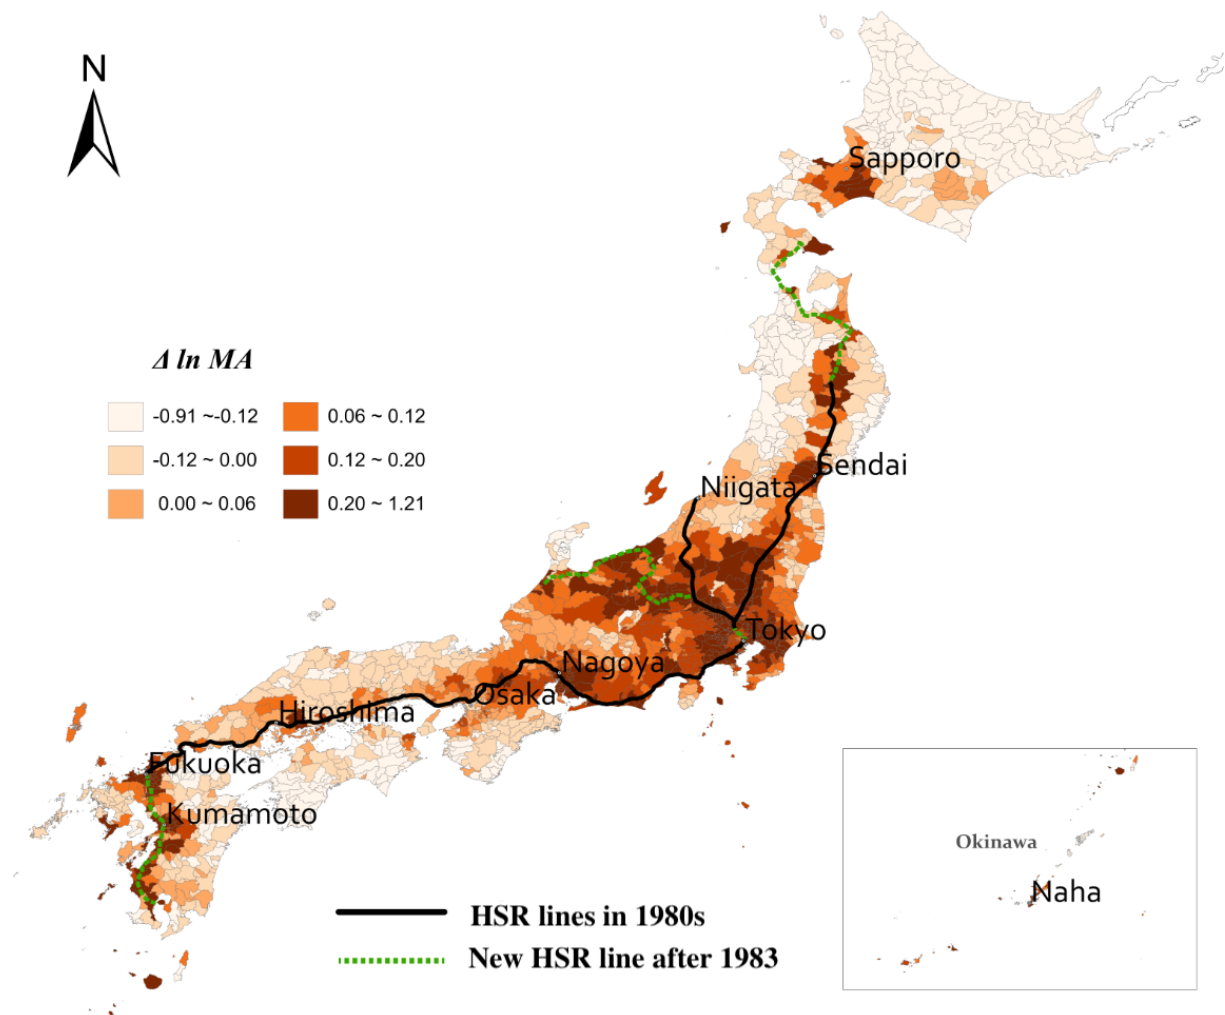 N
Sapporo
Δ ln MA
-0.91 ~-0.12
0.06 ~ 0.12
-0.12 ~ 0.00
0.12 ~ 0.20
0.00 ~ 0.06
0.20 ~ 1.21
Sendai
Niigata
Tokyo
Nagoya
Osaka
Hiroshima
Fukuoka
Kumamoto
Okinawa
Naha
HSR lines in 1980s
New HSR line after 1983